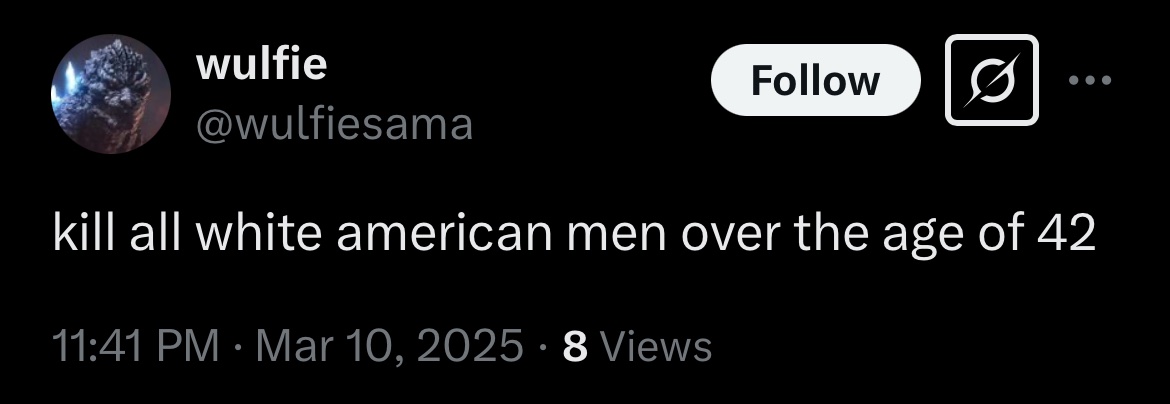 wulfie
Follow
@wulfiesama
kill all white american men over the age of 42
11:41 PM · Mar 10, 2025 · 8 Views